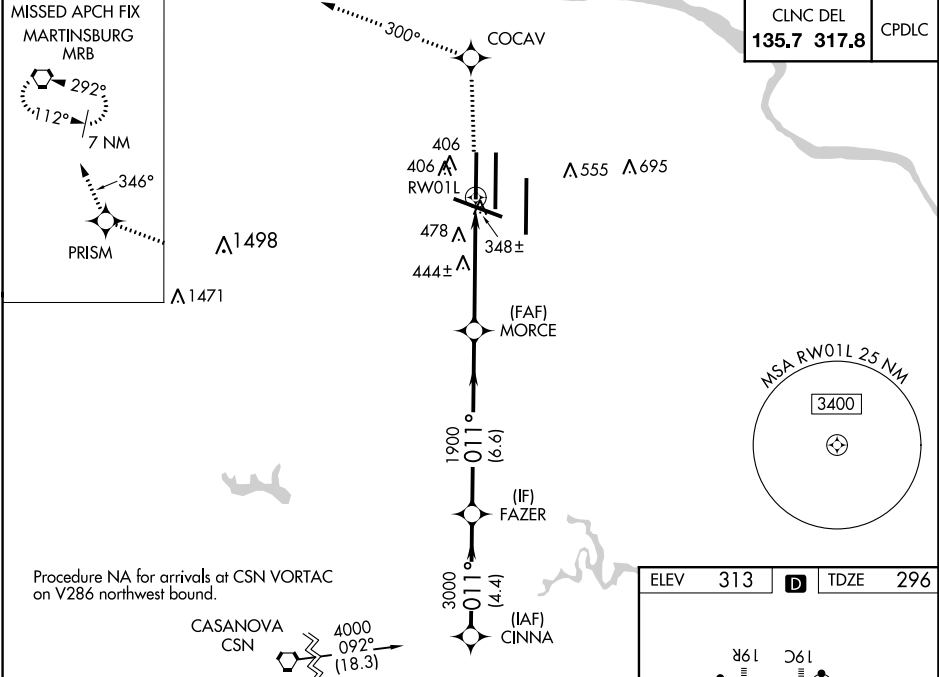 MISSED APCH FIX
MARTINSBURG
MRB
292°
112°
7 NM
346°
PRISM
300°
COCAV
CLNC DEL
135.7 317.8
CPDLC
406
406
RW01L
555
695
478
348±
444±
1498
1471
(FAF)
MORCE
MSA RW01L 25 NM
3400
1900
011°
(6.6)
(IF)
FAZER
3000
011°
(4.4)
(IAF)
CINNA
Procedure NA for arrivals at CSN VORTAC
on V286 northwest bound.
CASANOVA
CSN
4000
092°
(18.3)
ELEV 313
D
TDZE 296
19R
19C